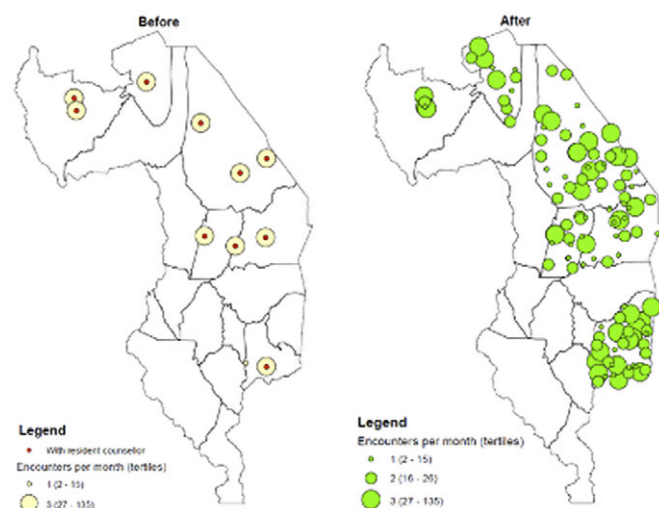 Before
Legend
With resident counsellor
Encounters per month (tertiles)
1 (2 - 15)
3 (27 - 135)
After
Legend
Encounters per month (tertiles)
1 (2 - 15)
2 (16 - 26)
3 (27 - 135)